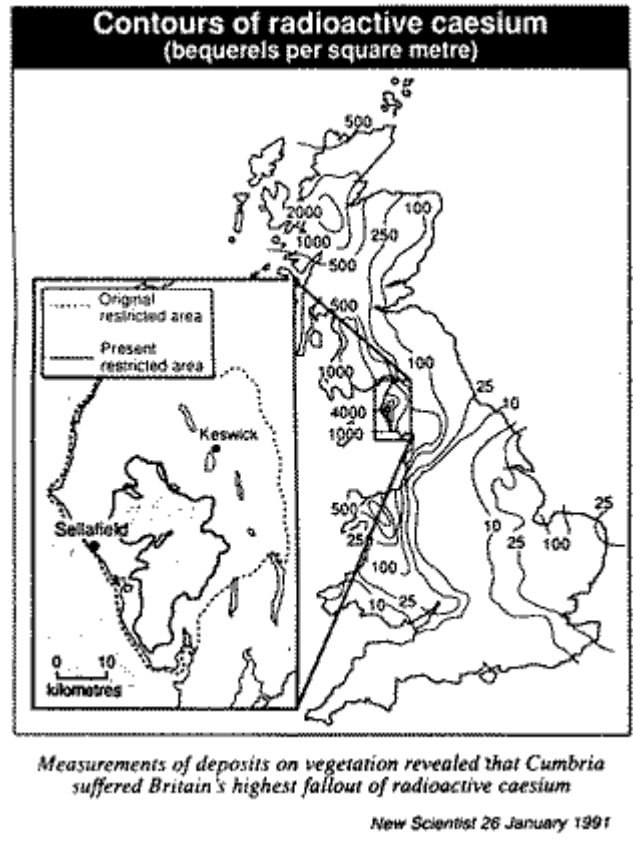 Contours of radioactive caesium
(bequerels per square metre)
500
2000
1000
500
100
250
500
1000
4000
1000
100
25
10
500
25
100
10
25
10
25
100
25
Original
restricted area
Present
restricted area
Keswick
Sellafield
0 10
kilometres
Measurements of deposits on vegetation revealed that Cumbria
suffered Britain's highest fallout of radioactive caesium
New Scientist 26 January 1991